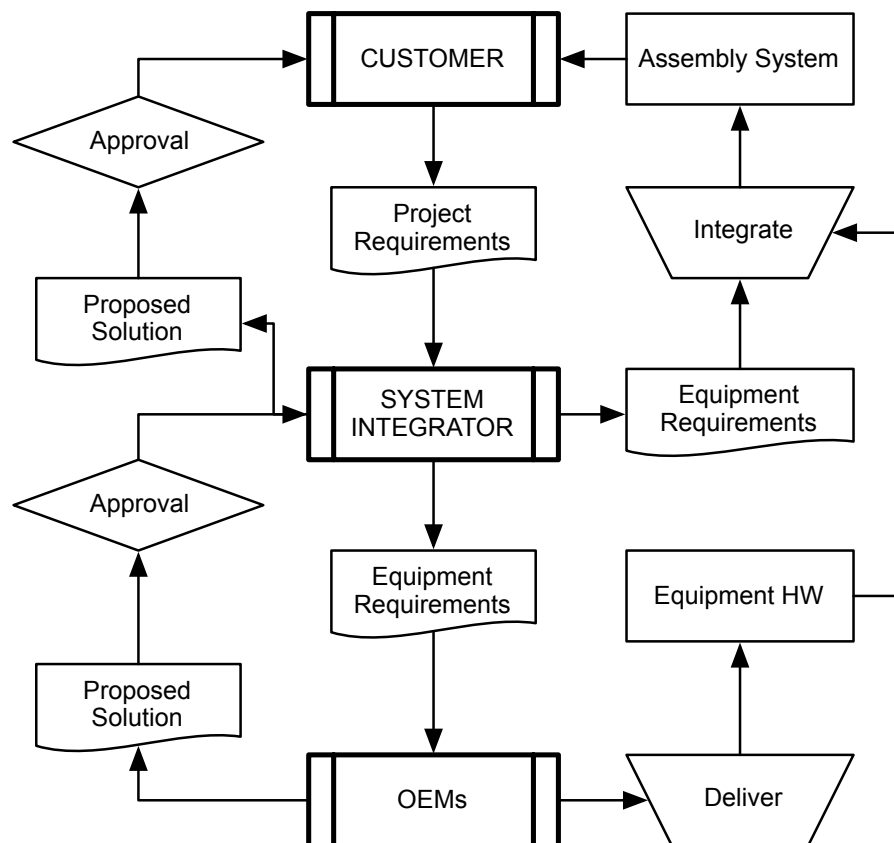 CUSTOMER
Assembly System
Approval
Project
Requirements
Integrate
Proposed
Solution
SYSTEM
INTEGRATOR
Equipment
Requirements
Approval
Equipment
Requirements
Equipment HW
Proposed
Solution
OEMs
Deliver